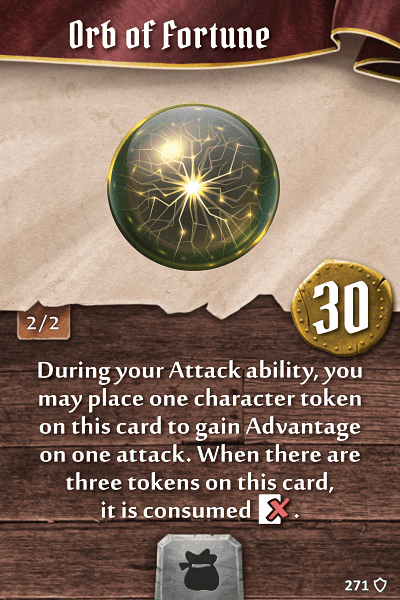 Orb of Fortune
2/2
30
During your Attack ability, you
may place one character token
on this card to gain Advantage
on one attack. When there are
three tokens on this card,
it is consumed .
271